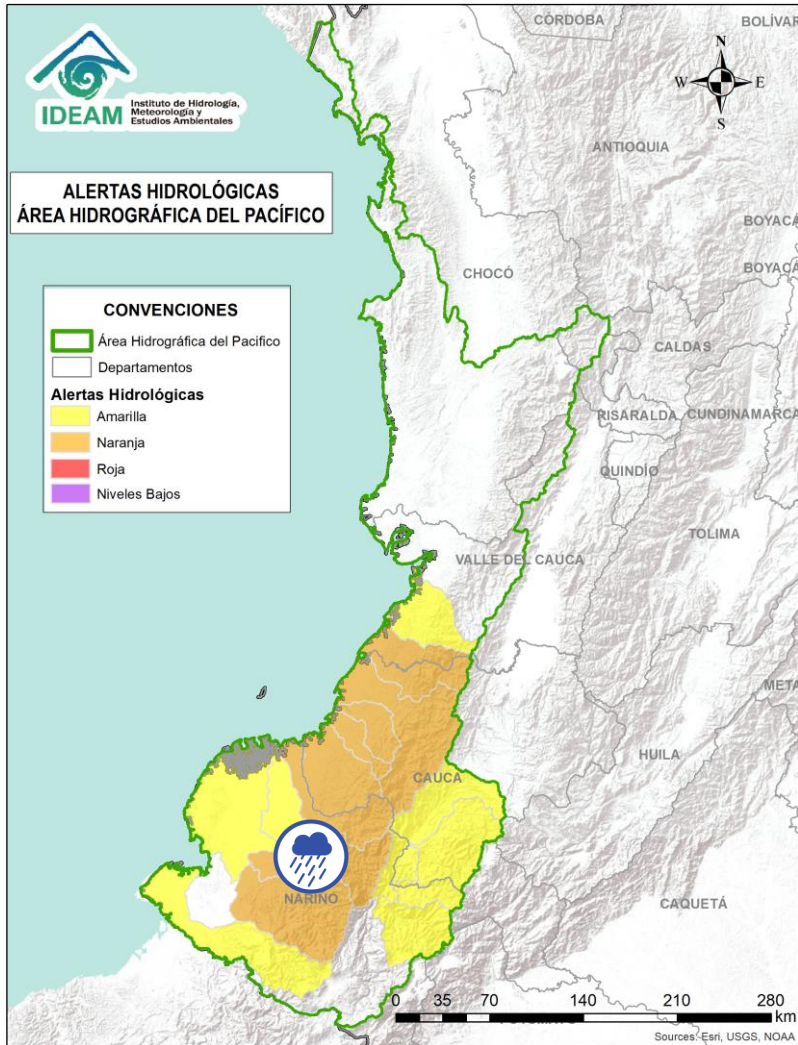 IDEAM
Instituto de Hidrología,
Meteorología y
Estudios Ambientales
ALERTAS HIDROLÓGICAS
ÁREA HIDROGRÁFICA DEL PACÍFICO
CONVENCIONES
Área Hidrográfica del Pacifico
Departamentos
Alertas Hidrológicas
Amarilla
Naranja
Roja
Niveles Bajos
N
W E
S
CÓRDOBA
BOLÍVAR
ANTIOQUIA
BOYACÁ
BOYACÁ
CHOCÓ
CALDAS
RISARALDA
CUNDINAMARCA
QUINDÍO
TOLIMA
VALLE DEL CAUCA
META
HUILA
CAUCA
NARIÑO
CAQUETÁ
0 35 70 140 210 280
km
Sources: Esri, USGS, NOAA